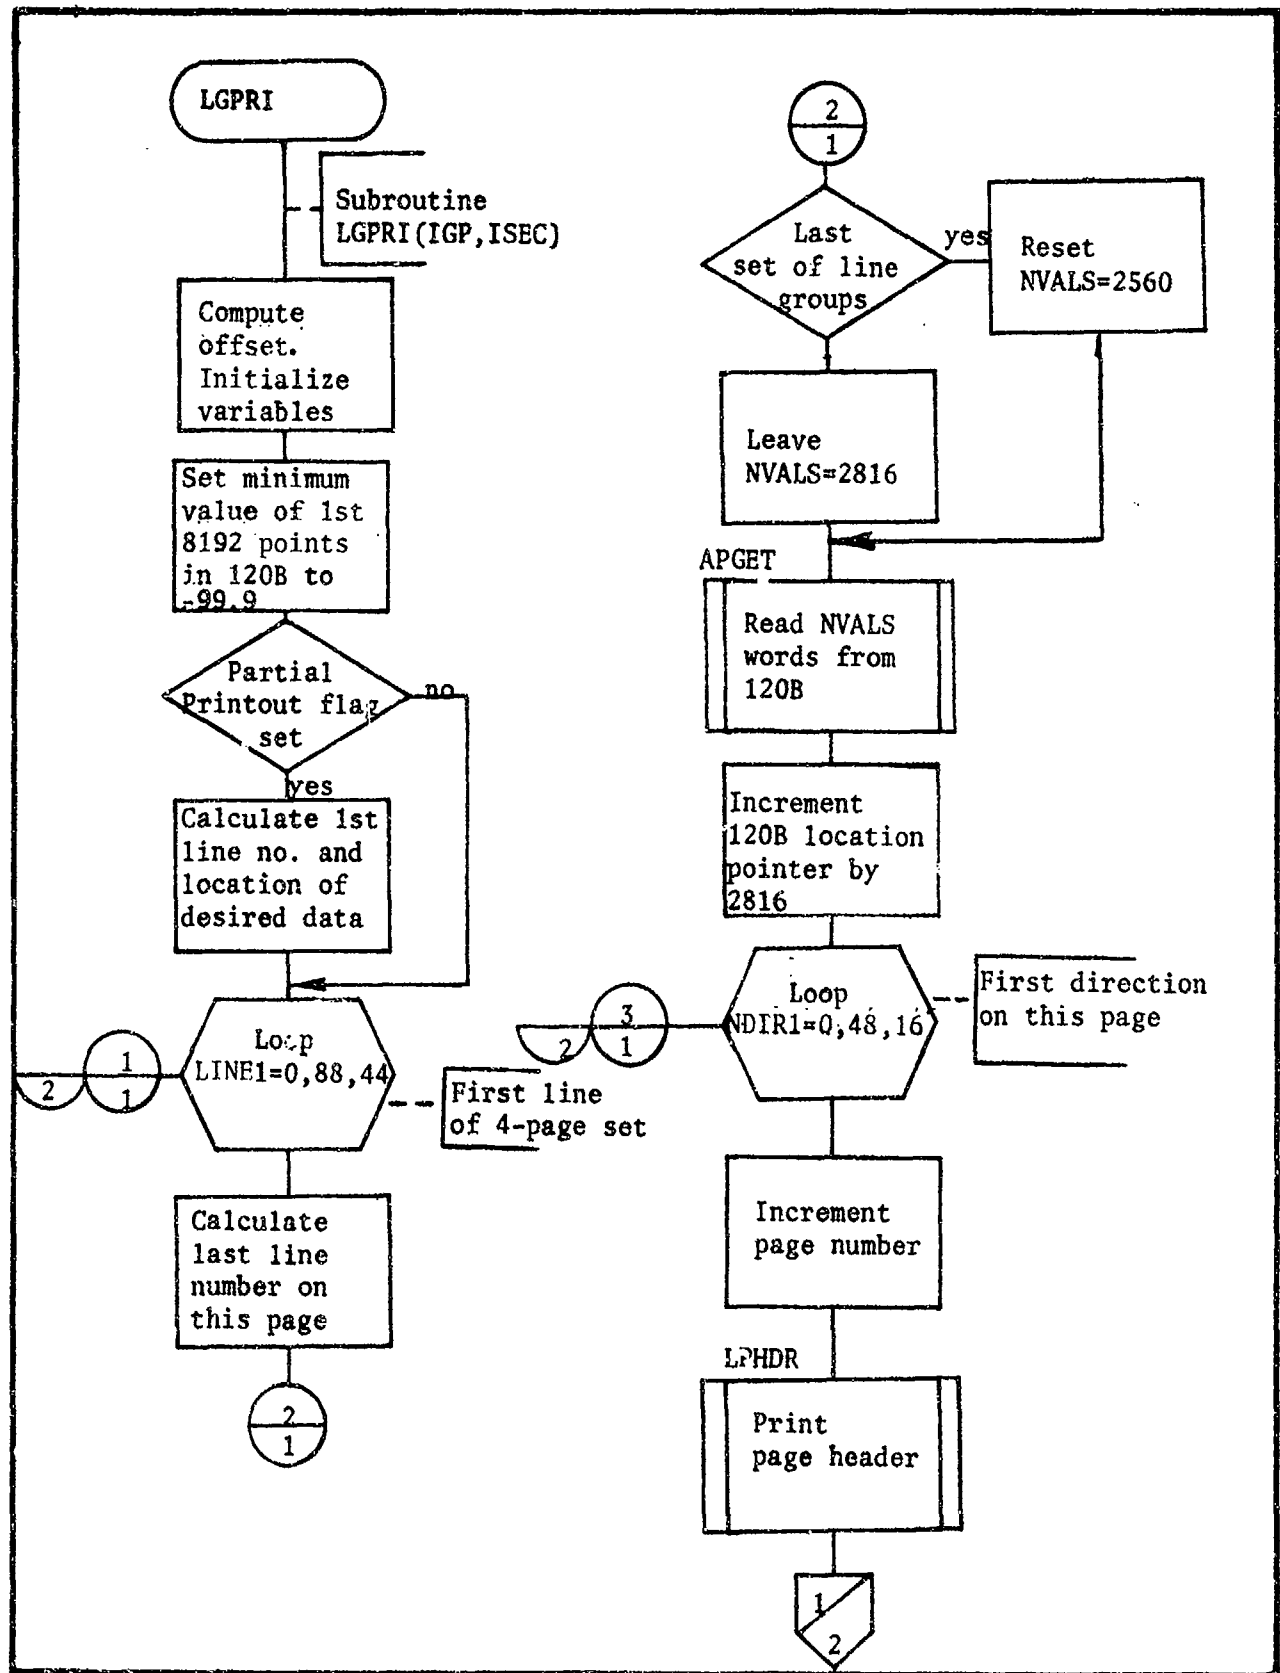 LGPRI
Subroutine
LGPRI(IGP,ISEC)
Compute
offset.
Initialize
variables
Set minimum
value of 1st
8192 points
in 120B to
-99.9
Partial
Printout flag
set
no
yes
Calculate 1st
line no. and
location of
desired data
Loop
LINE1=0,88,44
1
1
2
First line
of 4-page set
Calculate
last line
number on
this page
2
1
2
1
Last
set of line
groups
yes
Reset
NVALS=2560
Leave
NVALS=2816
APGET
Read NVALS
words from
120B
Increment
120B location
pointer by
2816
Loop
NDIR1=0,48,16
3
1
2
First direction
on this page
Increment
page number
LPHDR
Print
page header
1
2